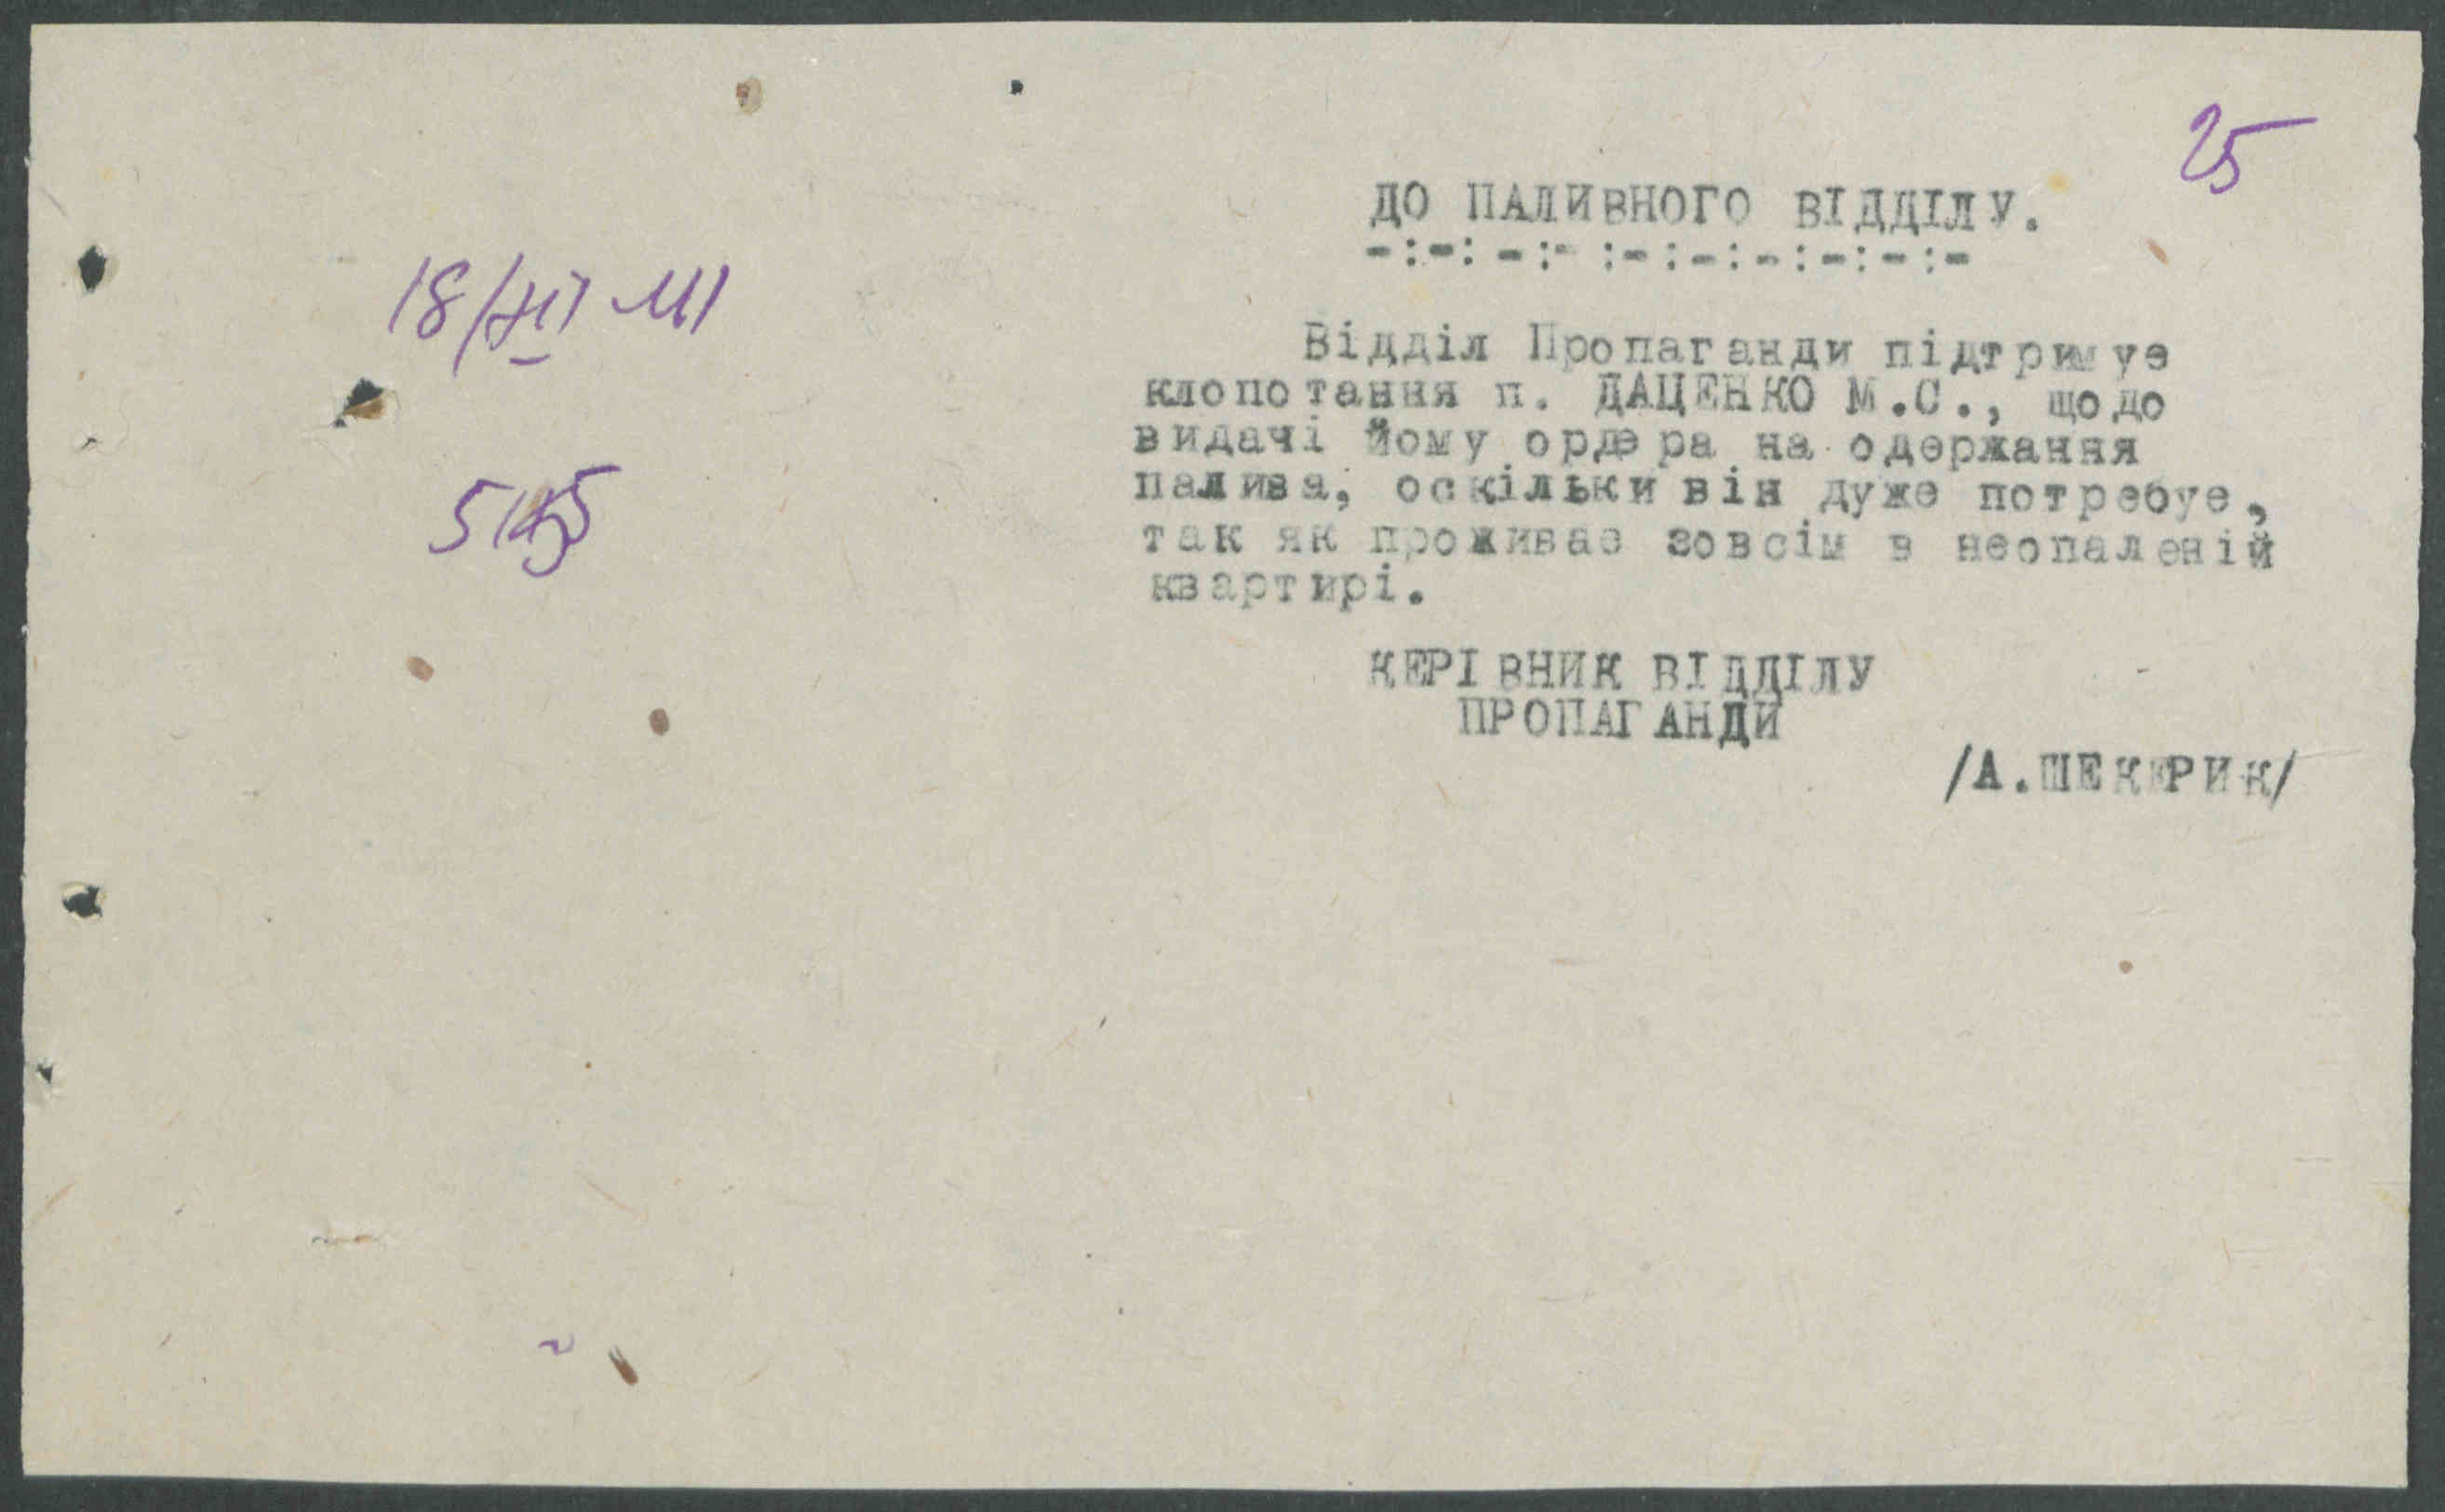 25
ДО ПАЛИВНОГО ВІДДІЛУ.
-:-:-:- :-:-:-:-:-:-
18/XII 41
Відділ Пропаганди підтримує
клопотання п. ДАЦЕНКО М.С., щодо
видачі йому ордера на одержання
палива, оскільки він дуже потребує,
так як проживає зовсім в неопаленій
квартирі.
КЕРІВНИК ВІДДІЛУ
ПРОПАГАНДИ
/А.ШЕКЕРИК/